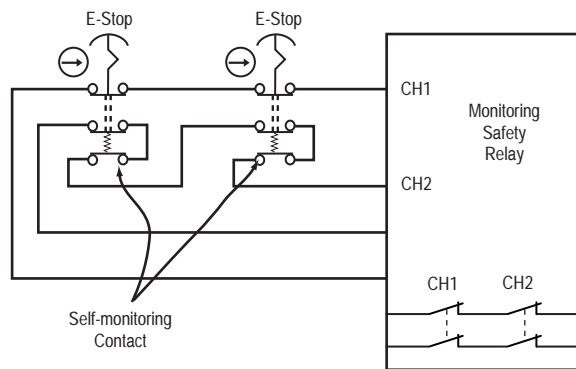 E-Stop
E-Stop
CH1
Monitoring
Safety
Relay
CH2
CH1
CH2
Self-monitoring
Contact